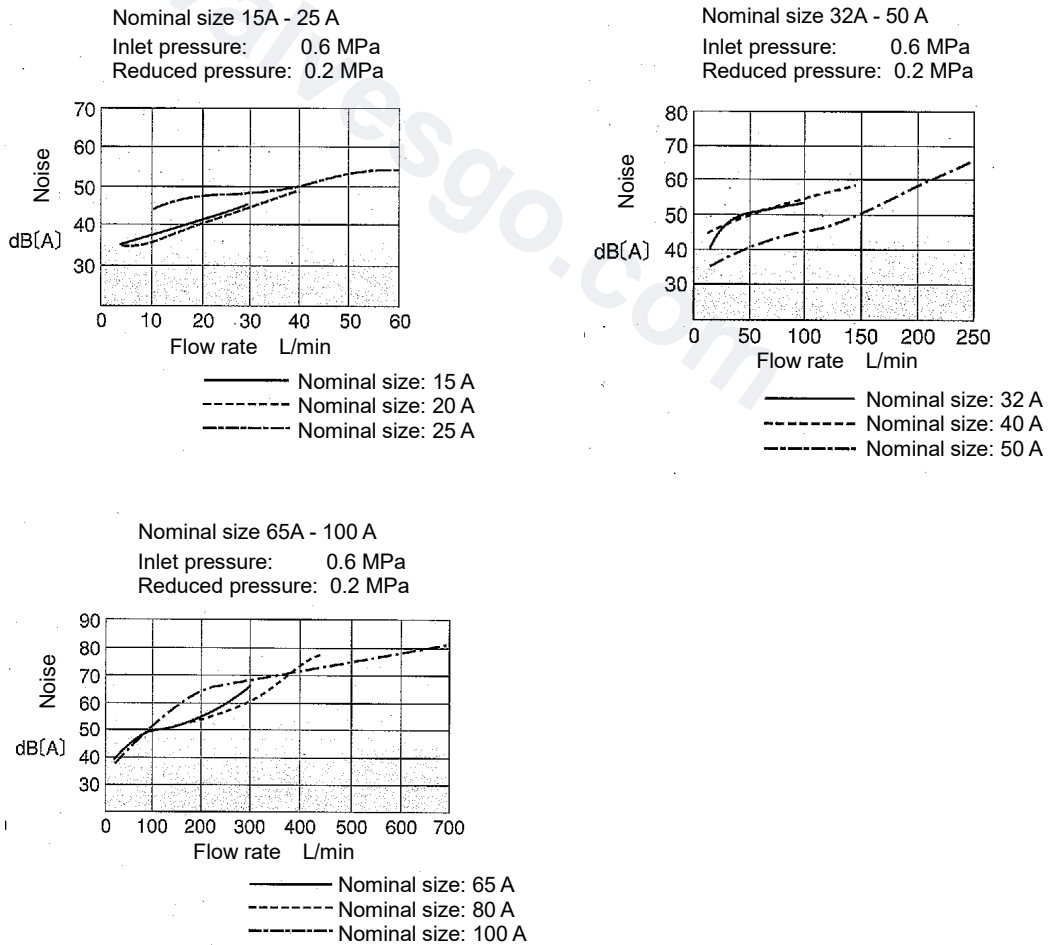 Nominal size 15A - 25 A
Inlet pressure: 0.6 MPa
Reduced pressure: 0.2 MPa
70
60
50
40
30
Noise
dB[A]
0 10 20 30 40 50 60
Flow rate L/min
Nominal size: 15 A
Nominal size: 20 A
Nominal size: 25 A
Nominal size 32A - 50 A
Inlet pressure: 0.6 MPa
Reduced pressure: 0.2 MPa
80
70
60
50
40
30
Noise
dB[A]
0 50 100 150 200 250
Flow rate L/min
Nominal size: 32 A
Nominal size: 40 A
Nominal size: 50 A
Nominal size 65A - 100 A
Inlet pressure: 0.6 MPa
Reduced pressure: 0.2 MPa
90
80
70
60
50
40
30
Noise
dB[A]
0 100 200 300 400 500 600 700
Flow rate L/min
Nominal size: 65 A
Nominal size: 80 A
Nominal size: 100 A
valvesgo.com